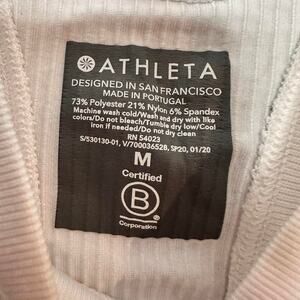 ATHLETA
DESIGNED IN SAN FRANCISCO
MADE IN PORTUGAL
73% Polyester 21% Nylon 6% Spandex
Machine wash cold/Wash and dry with like
colors/Do not bleach/Tumble dry low/Cool
iron if needed/Do not dry clean
RN 54023
S/530130-01, V/700036528, SP20, 01/20
M
Certified
B
Corporation